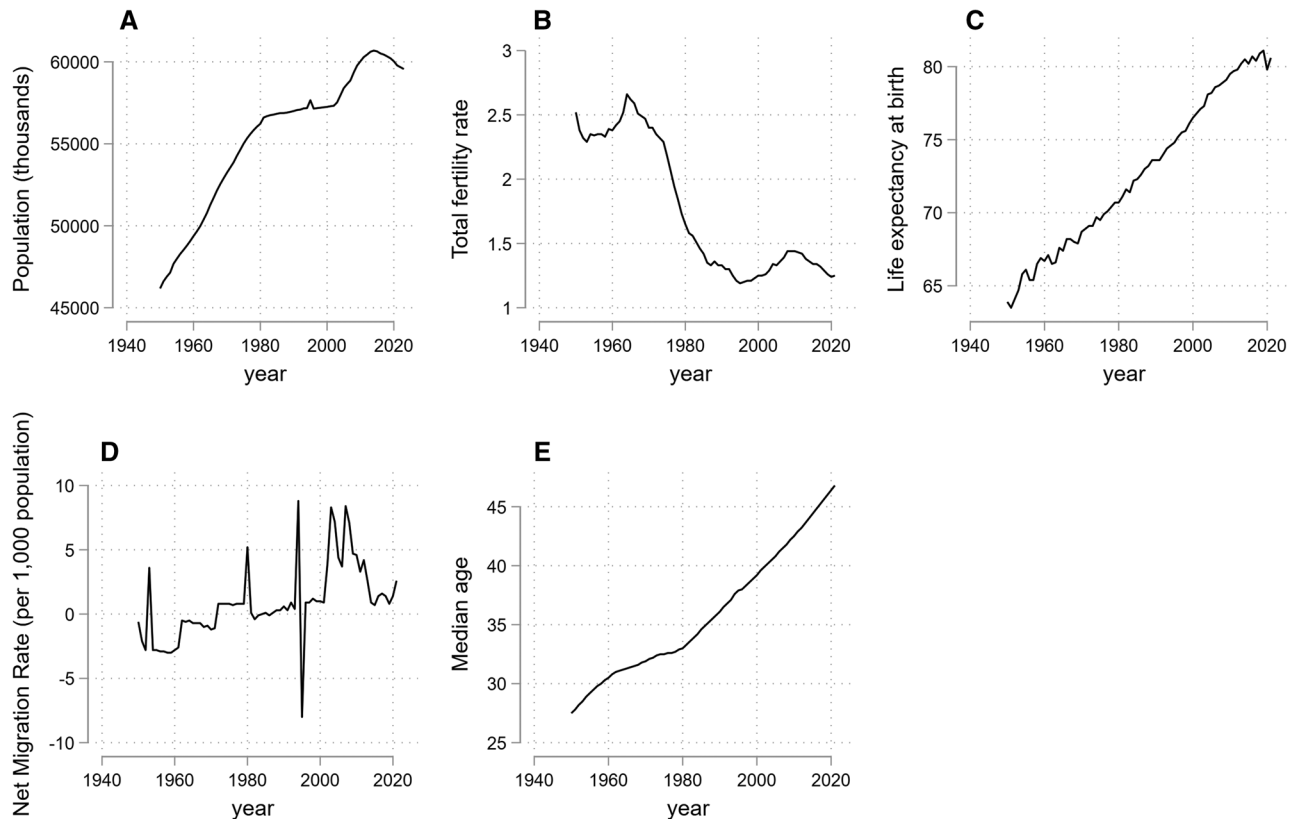 A
Population (thousands)
60000
55000
50000
45000
1940 1960 1980 2000 2020
year
B
Total fertility rate
3
2.5
2
1.5
1
1940 1960 1980 2000 2020
year
C
Life expectancy at birth
80
75
70
65
1940 1960 1980 2000 2020
year
D
Net Migration Rate (per 1,000 population)
10
5
0
-5
-10
1940 1960 1980 2000 2020
year
E
Median age
45
40
35
30
25
1940 1960 1980 2000 2020
year